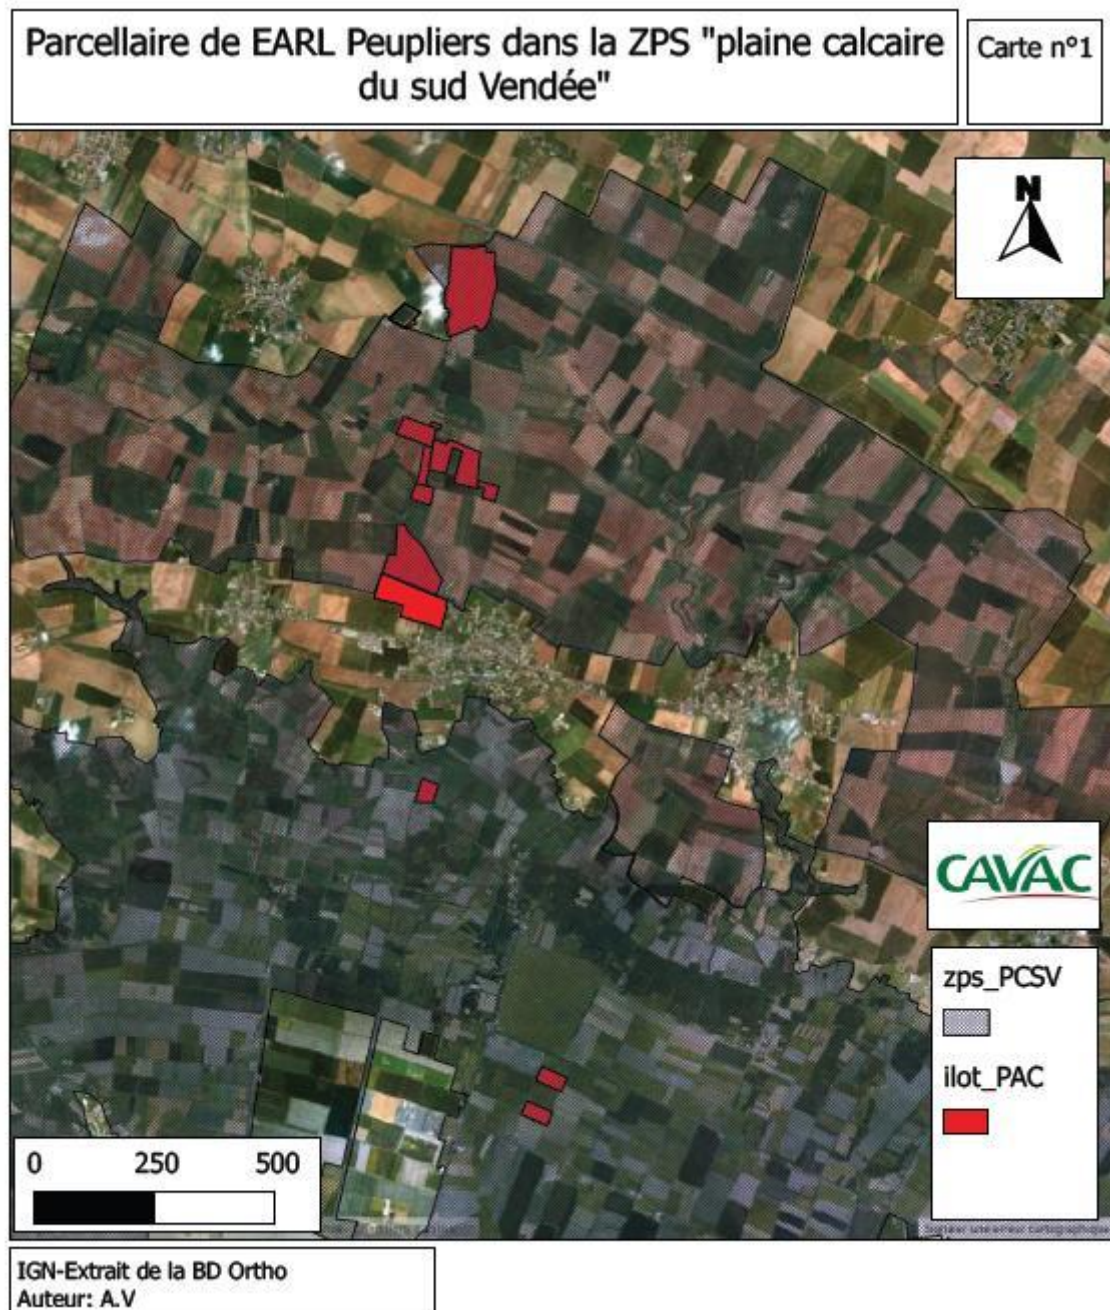 Parcellaire de EARL Peupliers dans la ZPS "plaine calcaire
du sud Vendée"
Carte n°1
N
CAVAC
zps_PCSV
ilot_PAC
0 250 500
IGN-Extrait de la BD Ortho
Auteur: A.V